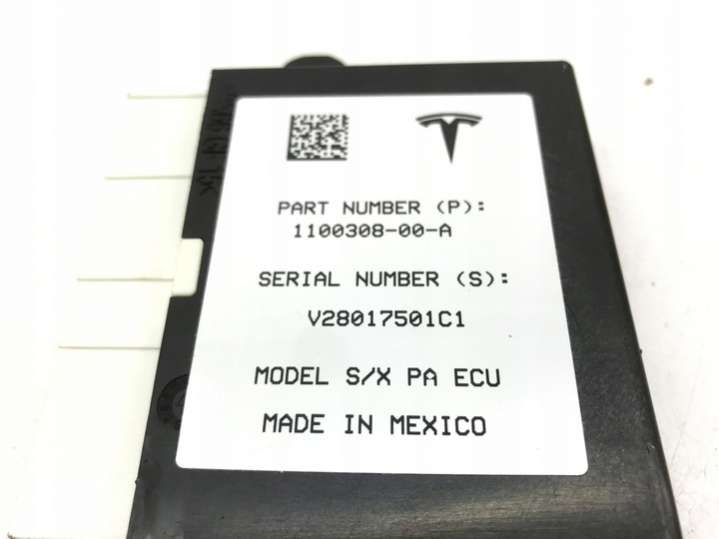 PART NUMBER (P):
1100308-00-A
SERIAL NUMBER (S):
V28017501C1
MODEL S/X PA ECU
MADE IN MEXICO